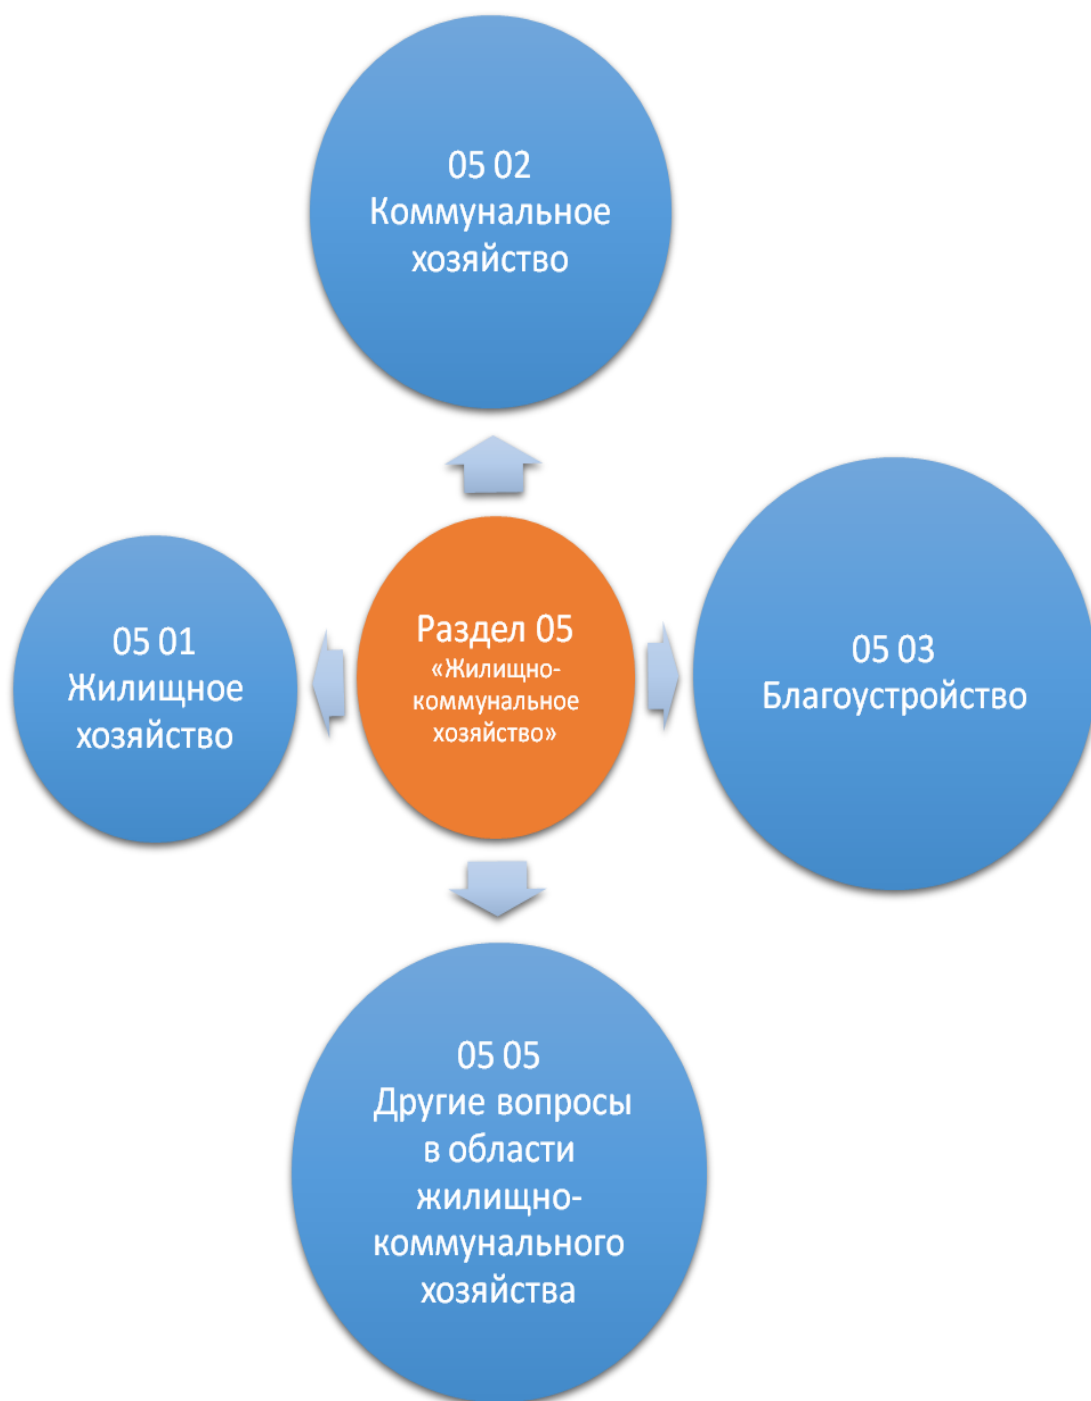 05 02
Коммунальное
хозяйство
05 01
Жилищное
хозяйство
Раздел 05
«Жилищно-
коммунальное
хозяйство»
05 03
Благоустройство
05 05
Другие вопросы
в области
жилищно-
коммунального
хозяйства